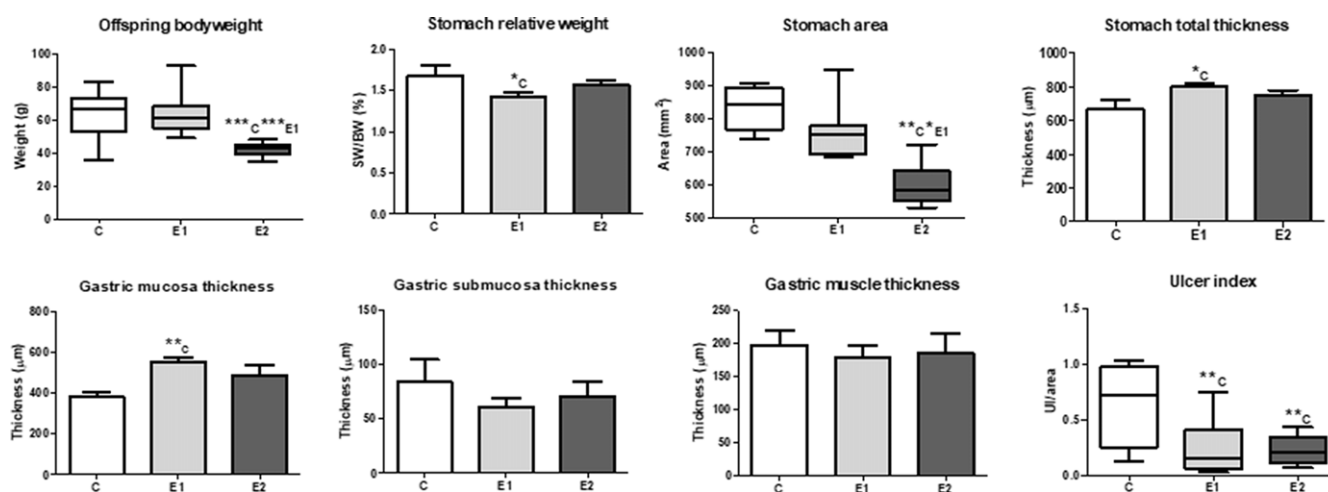 Offspring bodyweight
Weight (g)
100
80
60
40
20
0
***C***E1
C E1 E2
Stomach relative weight
SW/BW (%)
2.0
1.5
1.0
0.5
0.0
*C
C E1 E2
Stomach area
Area (mm²)
1000
900
800
700
600
500
**C*E1
C E1 E2
Stomach total thickness
Thickness (μm)
1000
800
600
400
200
0
*C
C E1 E2
Gastric mucosa thickness
Thickness (μm)
800
600
400
200
0
**C
C E1 E2
Gastric submucosa thickness
Thickness (μm)
150
100
50
0
C E1 E2
Gastric muscle thickness
Thickness (μm)
250
200
150
100
50
0
C E1 E2
Ulcer index
UI/area
1.5
1.0
0.5
0.0
**C
**C
C E1 E2